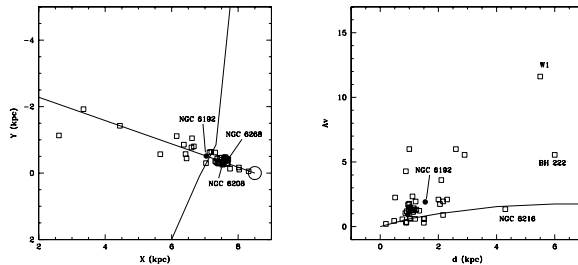 -4
-2
0
2
Y (kpc)
NGC 6192
NGC 6268
NGC 6208
2
4
6
8
X (kpc)
15
10
5
0
Av
W1
NGC 6192
BH 222
NGC 6216
0
2
4
6
d (kpc)